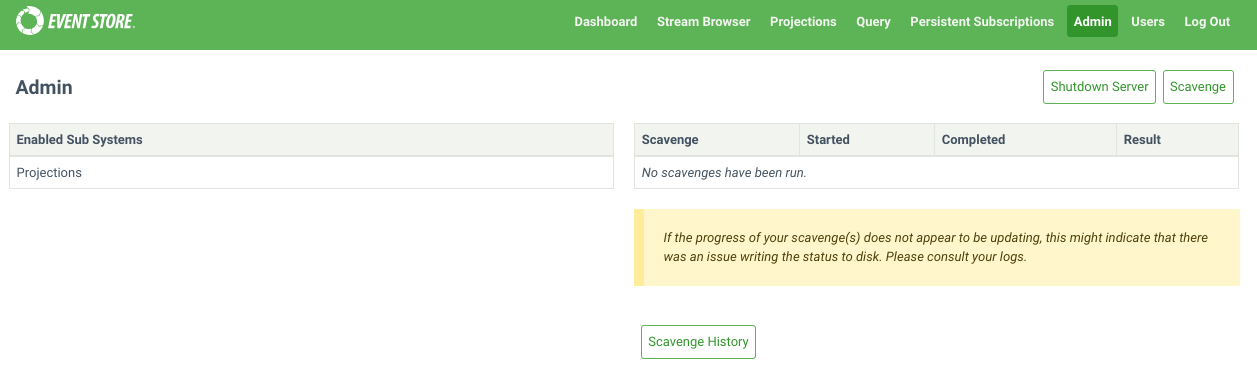 EVENT STORE.
Dashboard Stream Browser Projections Query Persistent Subscriptions Admin Users Log Out
Admin
Shutdown Server Scavenge
Enabled Sub Systems
Projections
Scavenge Started Completed Result
No scavenges have been run.
If the progress of your scavenge(s) does not appear to be updating, this might indicate that there
was an issue writing the status to disk. Please consult your logs.
Scavenge History